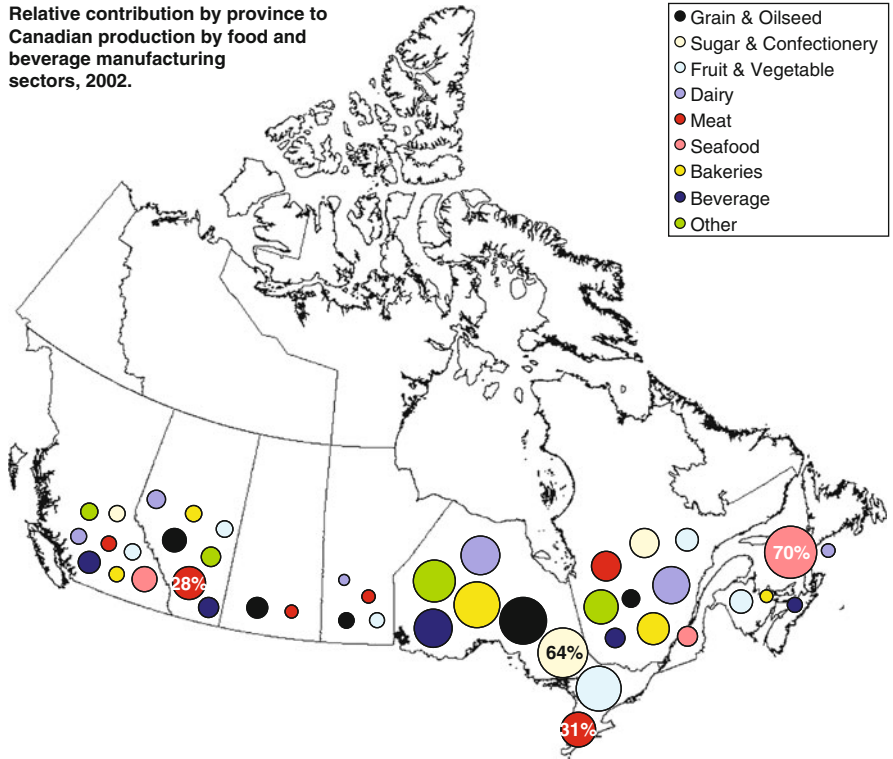 Relative contribution by province to
Canadian production by food and
beverage manufacturing
sectors, 2002.
Grain & Oilseed
Sugar & Confectionery
Fruit & Vegetable
Dairy
Meat
Seafood
Bakeries
Beverage
Other
70%
28%
64%
31%